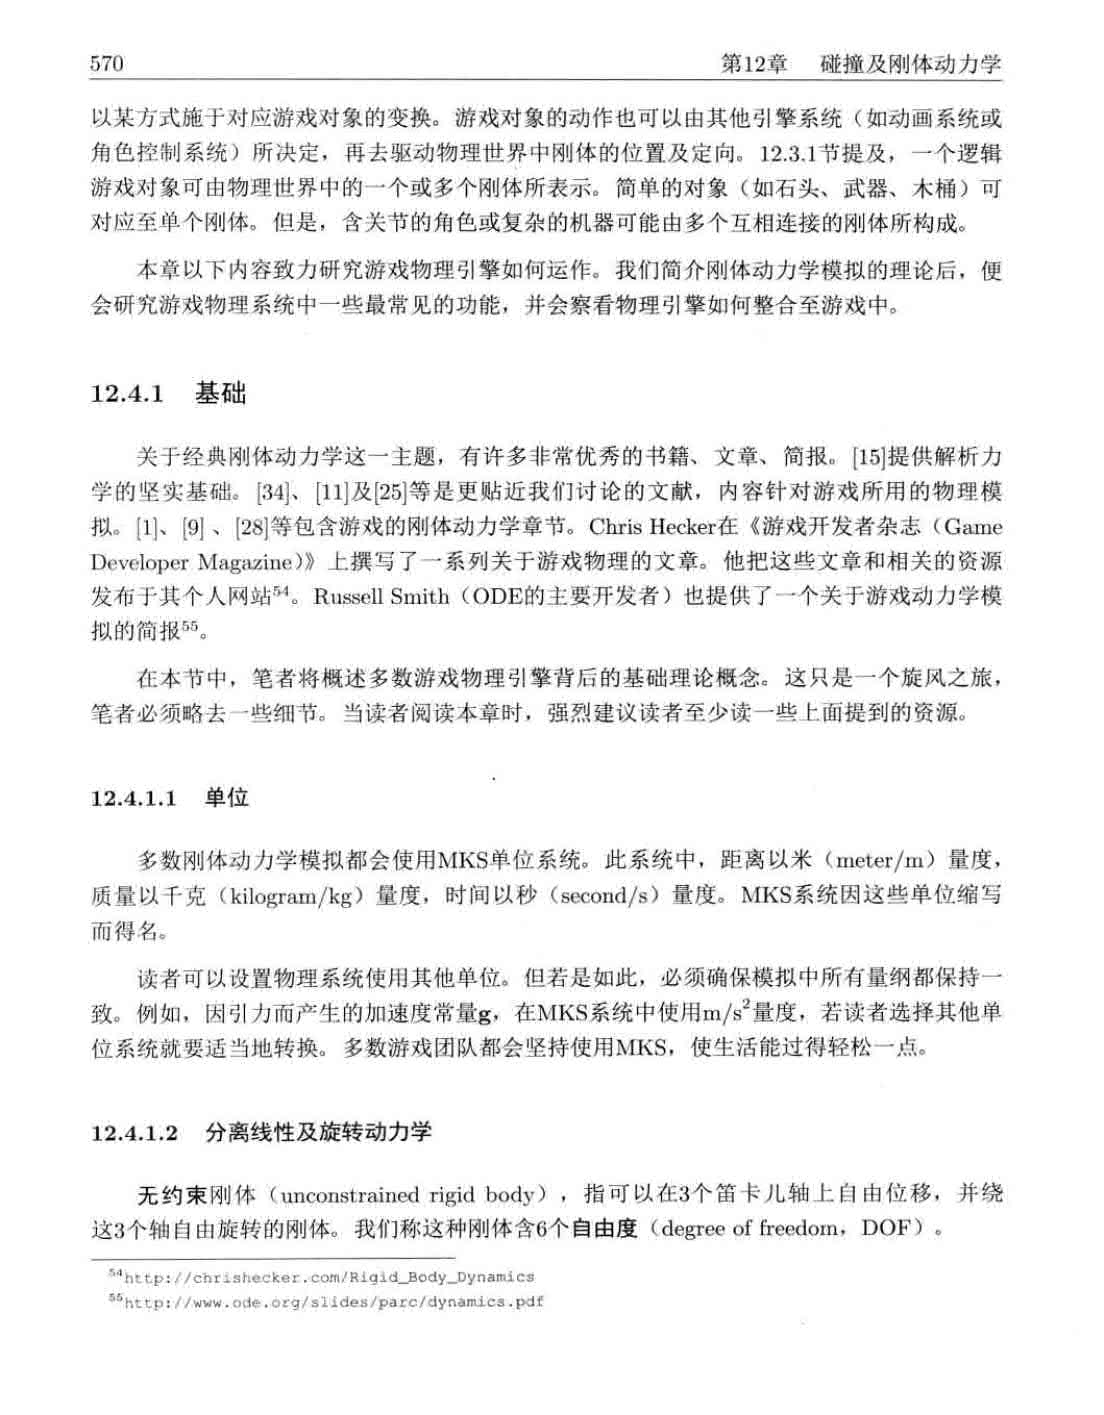 570 第12章 碰撞及刚体动力学
以某方式施于对应游戏对象的变换。游戏对象的动作也可以由其他引擎系统（如动画系统或
角色控制系统）所决定，再去驱动物理世界中刚体的位置及定向。12.3.1节提及，一个逻辑
游戏对象可由物理世界中的一个或多个刚体所表示。简单的对象（如石头、武器、木桶）可
对应至单个刚体。但是，含关节的角色或复杂的机器可能由多个互相连接的刚体所构成。
本章以下内容致力研究游戏物理引擎如何运作。我们简介刚体动力学模拟的理论后，便
会研究游戏物理系统中一些最常见的功能，并会察看物理引擎如何整合至游戏中。
12.4.1 基础
关于经典刚体动力学这一主题，有许多非常优秀的书籍、文章、简报。[15]提供解析力
学的坚实基础。[34]、[11]及[25]等是更贴近我们讨论的文献，内容针对游戏所用的物理模
拟。[1]、[9]、[28]等包含游戏的刚体动力学章节。Chris Hecker在《游戏开发者杂志（Game
Developer Magazine）》上撰写了一系列关于游戏物理的文章。他把这些文章和相关的资源
发布于其个人网站⁵⁴。Russell Smith（ODE的主要开发者）也提供了一个关于游戏动力学模
拟的简报⁵⁵。
在本节中，笔者将概述多数游戏物理引擎背后的基础理论概念。这只是一个旋风之旅，
笔者必须略去一些细节。当读者阅读本章时，强烈建议读者至少读一些上面提到的资源。
12.4.1.1 单位
多数刚体动力学模拟都会使用MKS单位系统。此系统中，距离以米（meter/m）量度，
质量以千克（kilogram/kg）量度，时间以秒（second/s）量度。MKS系统因这些单位缩写
而得名。
读者可以设置物理系统使用其他单位。但若是如此，必须确保模拟中所有量纲都保持一
致。例如，因引力而产生的加速度常量g，在MKS系统中使用m/s²量度，若读者选择其他单
位系统就要适当地转换。多数游戏团队都会坚持使用MKS，使生活能过得轻松一点。
12.4.1.2 分离线性及旋转动力学
无约束刚体（unconstrained rigid body），指可以在3个笛卡儿轴上自由位移，并绕
这3个轴自由旋转的刚体。我们称这种刚体含6个自由度（degree of freedom，DOF）。
⁵⁴http://chrishecker.com/Rigid_Body_Dynamics
⁵⁵http://www.ode.org/slides/parc/dynamics.pdf